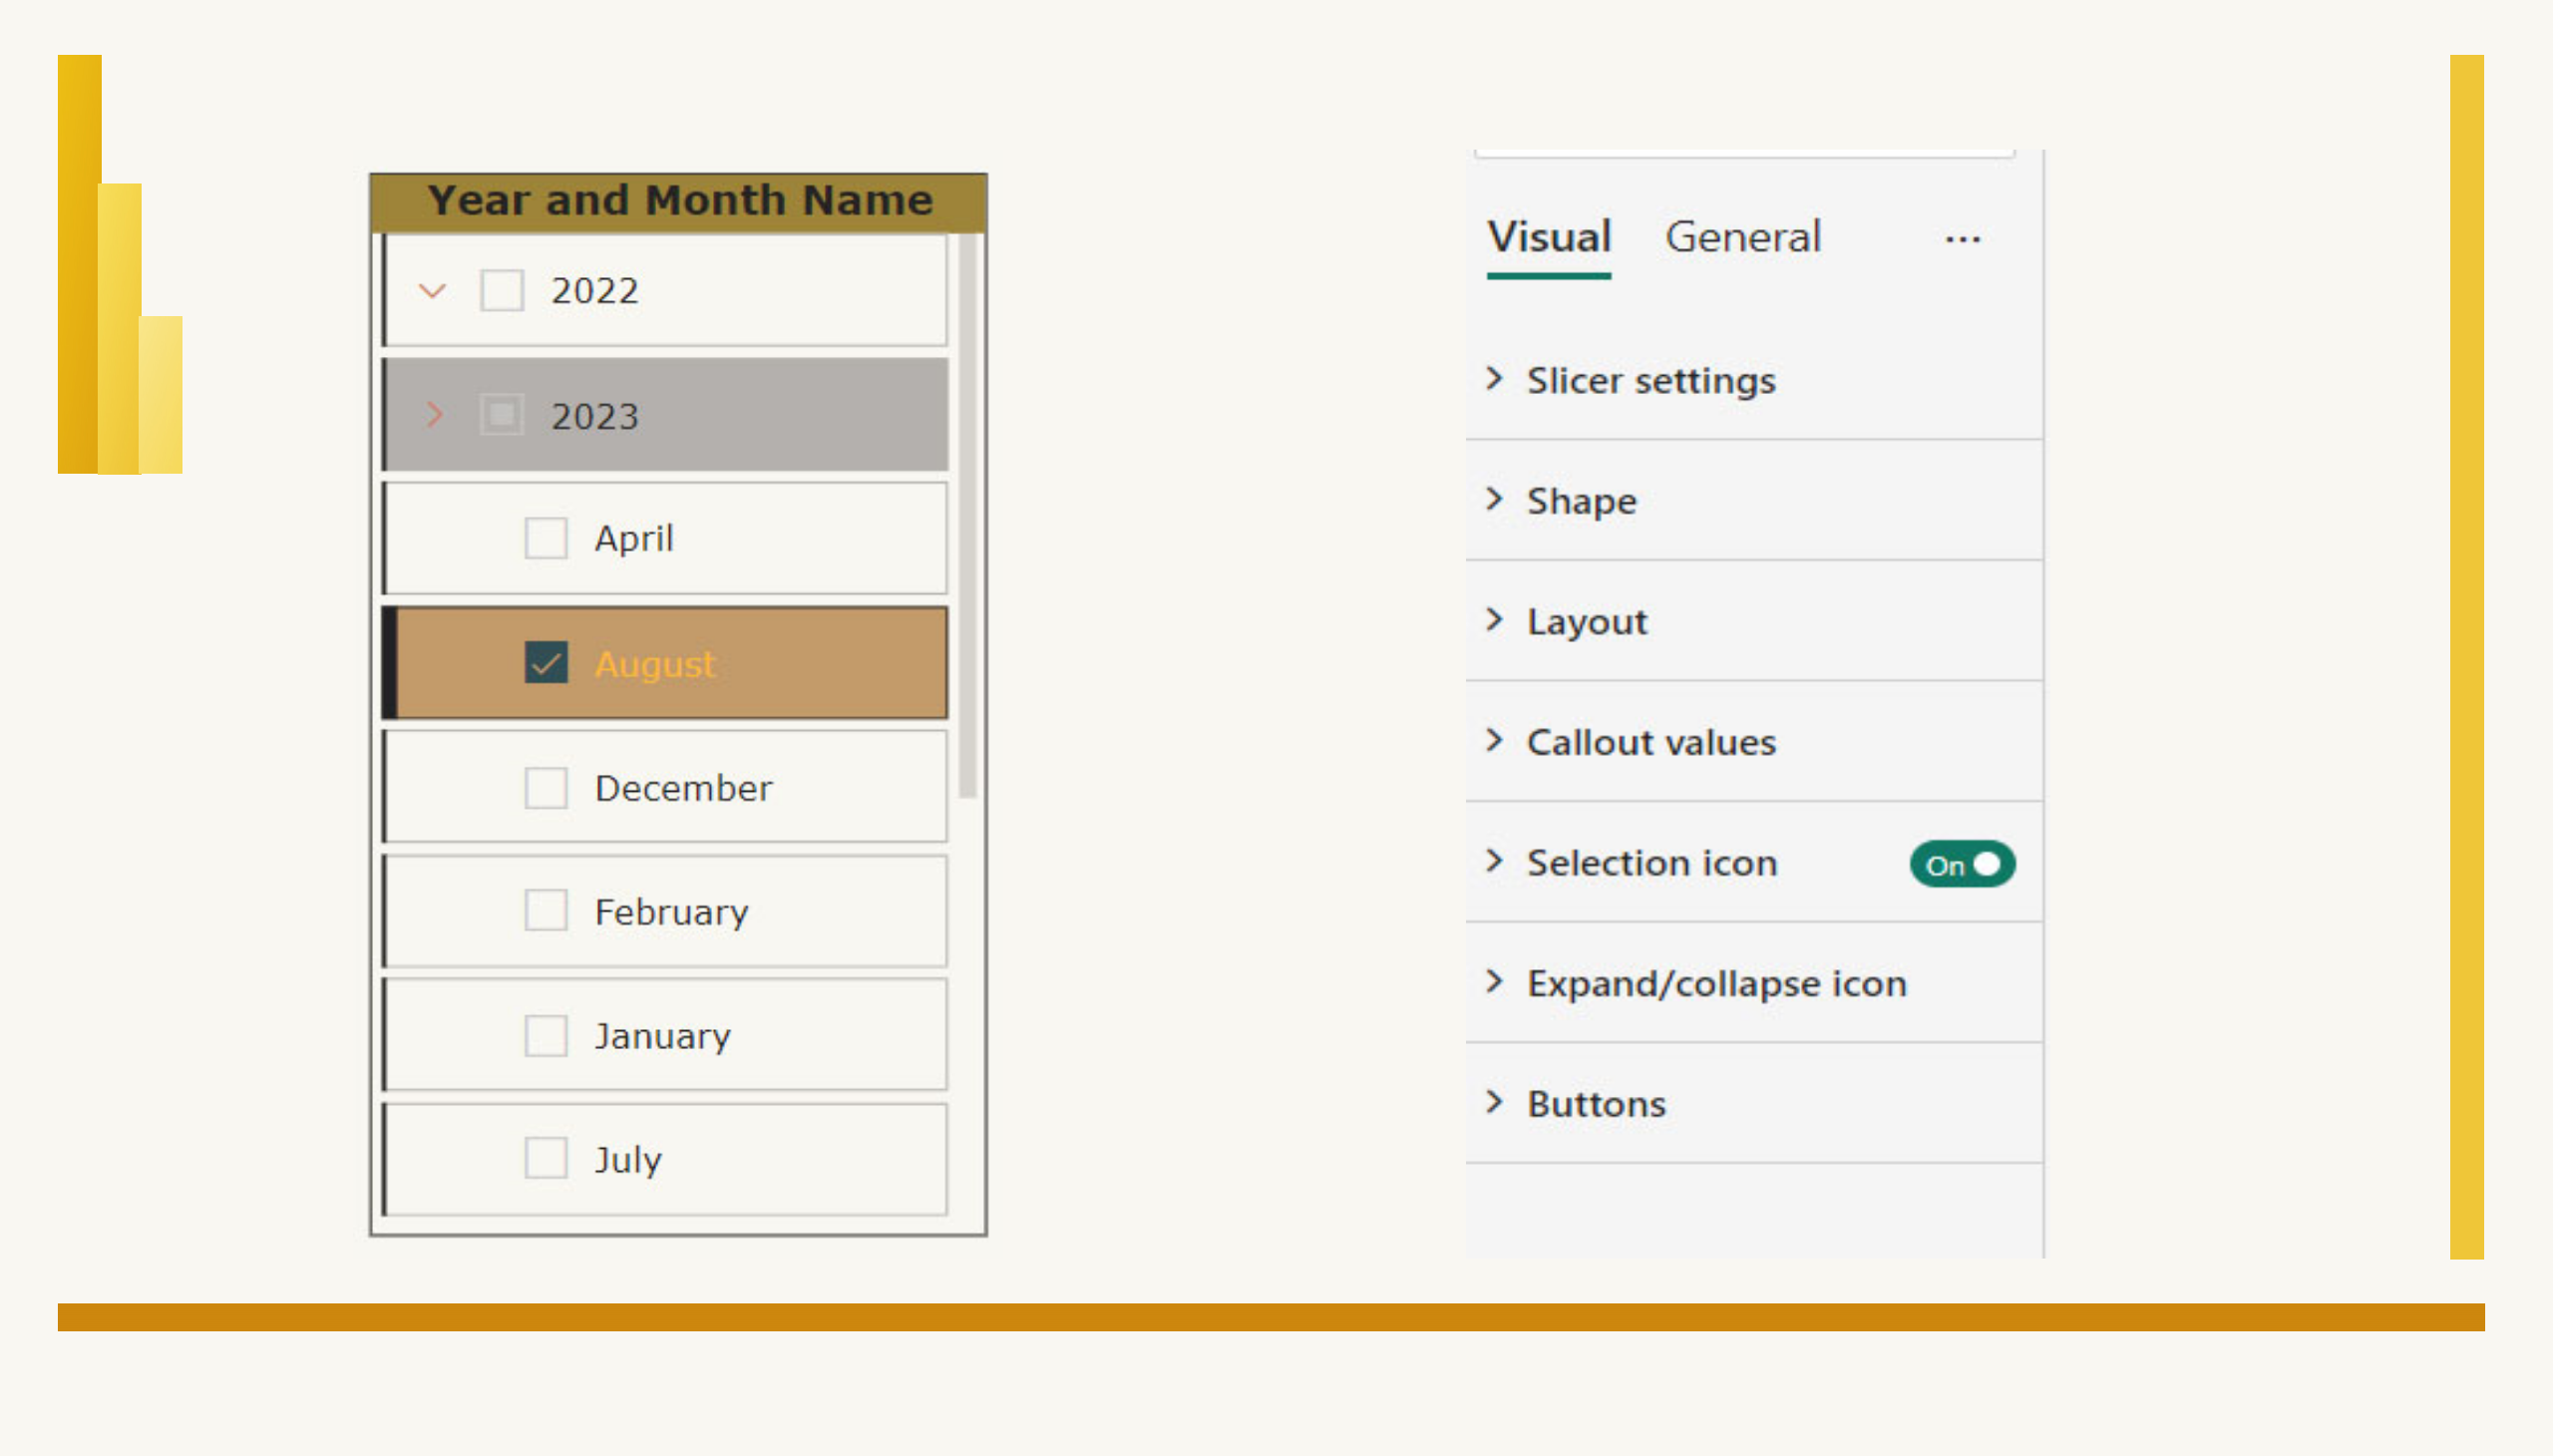 Year and Month Name
2022
2023
April
August
December
February
January
July
Visual General ...
Slicer settings
Shape
Layout
Callout values
Selection icon On
Expand/collapse icon
Buttons